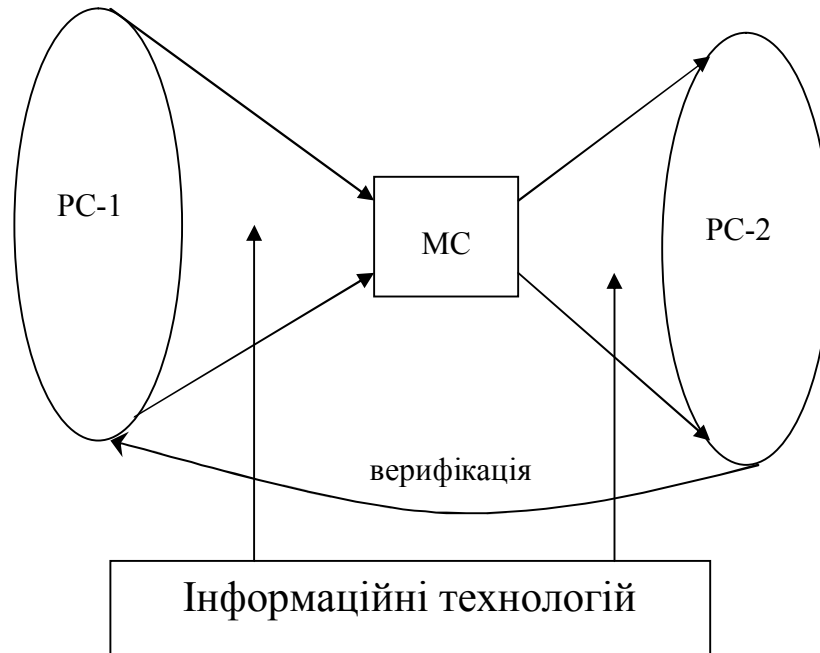 РС-1
МС
РС-2
верифікація
Інформаційні технологій